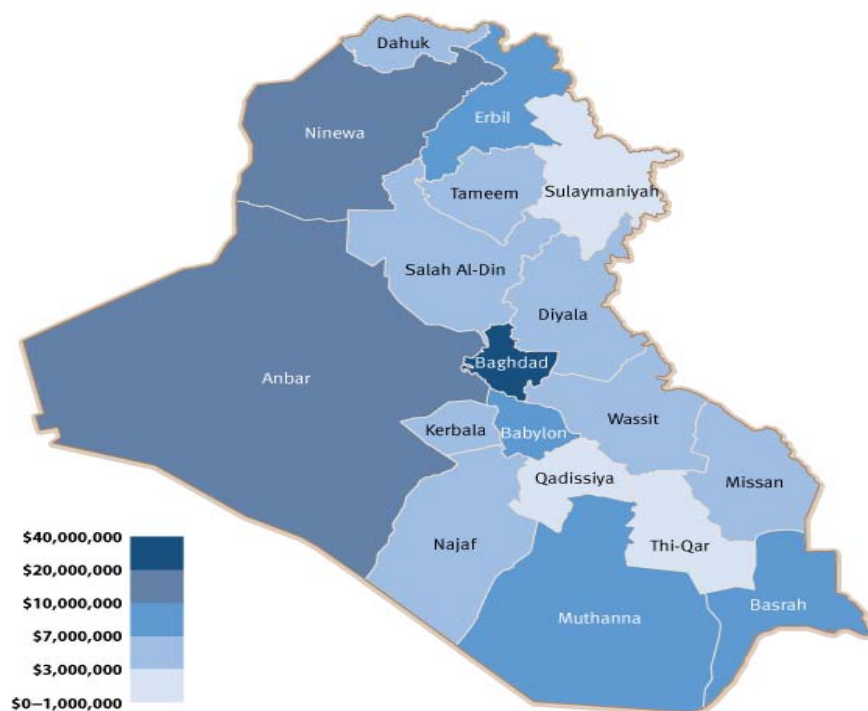 Dahuk
Ninewa
Erbil
Tameem
Sulaymaniyah
Salah Al-Din
Diyala
Baghdad
Anbar
Kerbala
Babylon
Wassit
Qadissiya
Missan
Najaf
Thi-Qar
Muthanna
Basrah
$40,000,000
$20,000,000
$10,000,000
$7,000,000
$3,000,000
$0–1,000,000